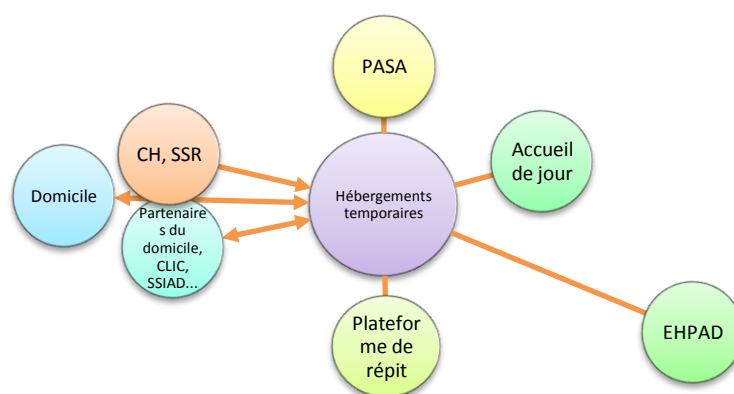 PASA
CH, SSR
Accueil
de jour
Domicile
Hébergements
temporaires
Partenaire
s du
domicile,
CLIC,
SSIAD...
Platefor
me de
répit
EHPAD